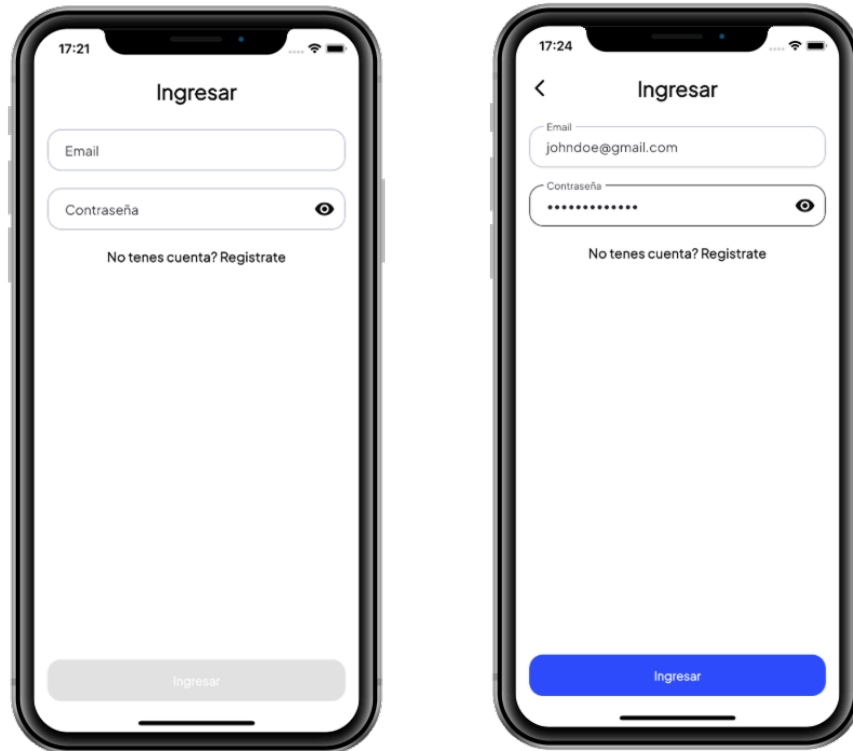 17:21
Ingresar
Email
Contraseña
No tenes cuenta? Registrate
Ingresar
17:24
Ingresar
Email
johndoe@gmail.com
Contraseña
•••••••••••••
No tenes cuenta? Registrate
Ingresar